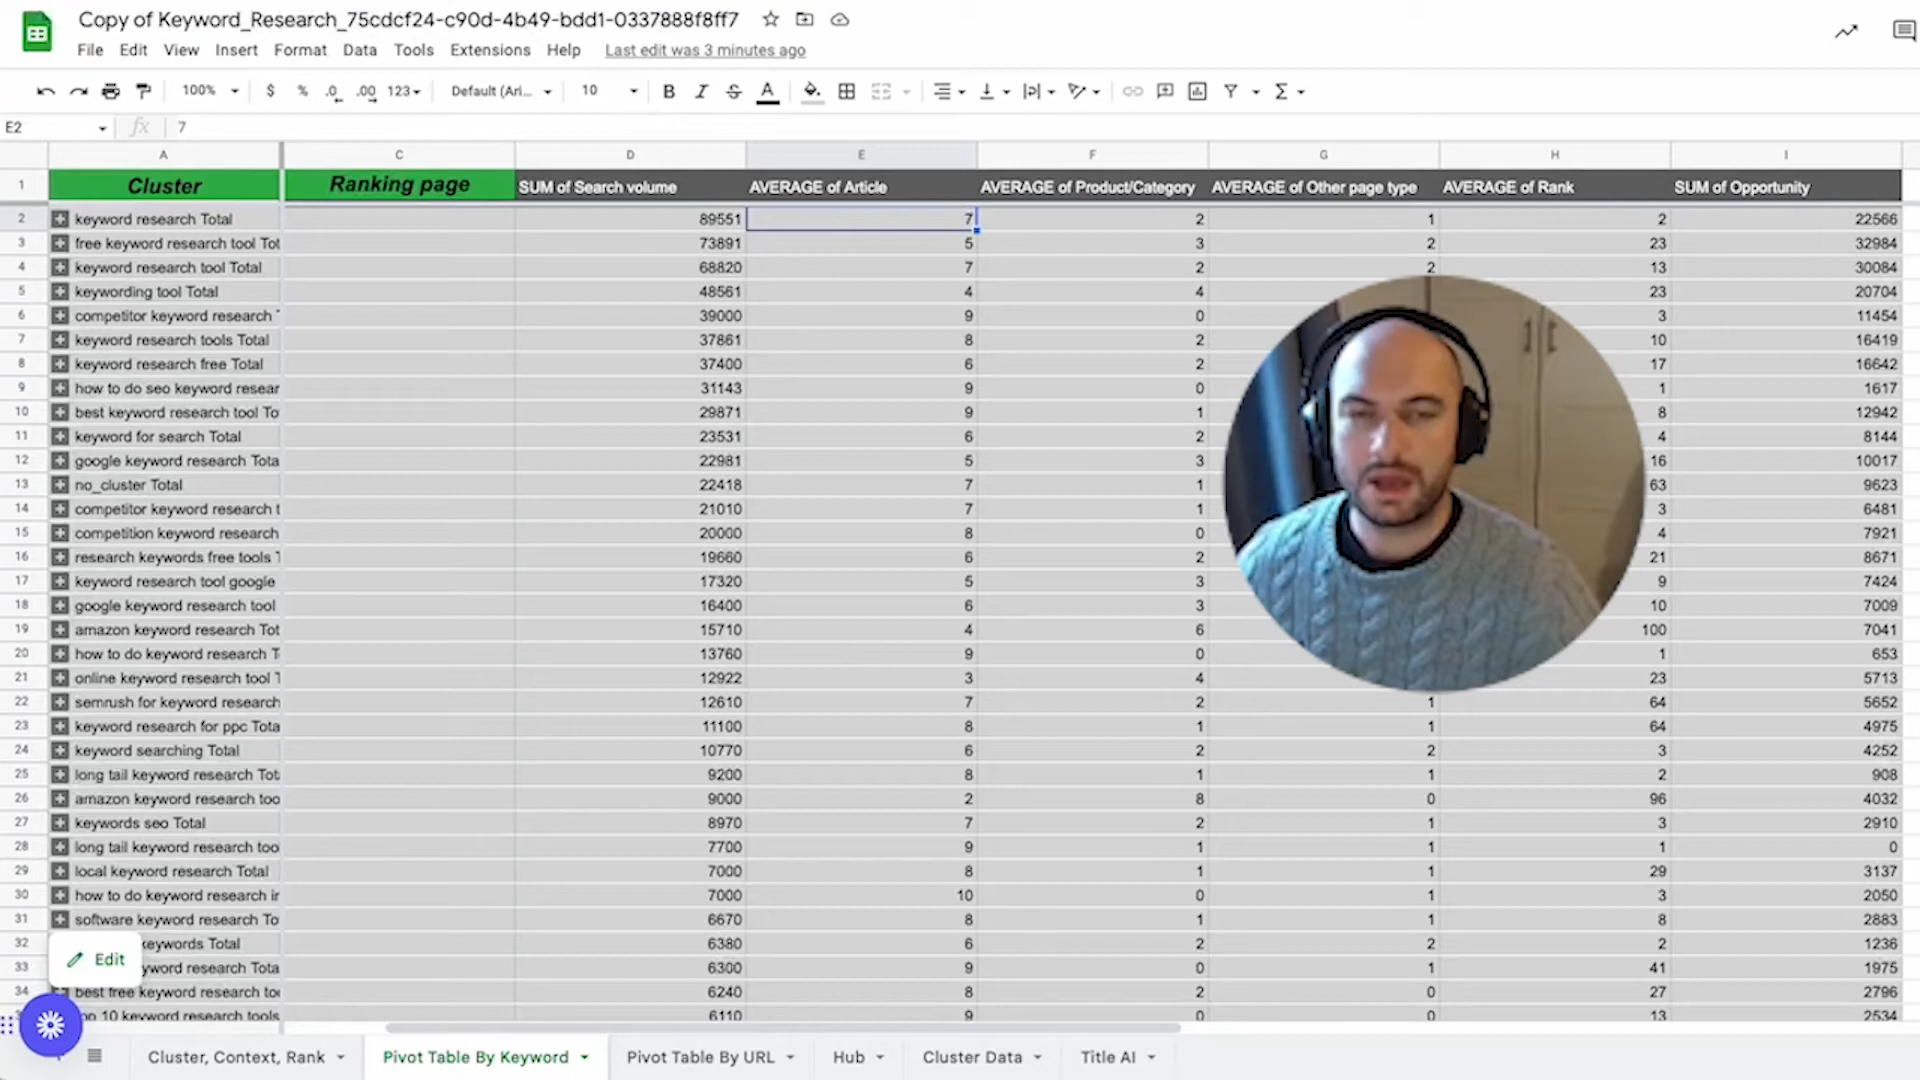 Copy of Keyword_Research_75cdcf24-c90d-4b49-bdd1-0337888f8ff7
File Edit View Insert Format Data Tools Extensions Help Last edit was 3 minutes ago
100% $ % .0 .00 123 Default (Ari... 10 B I S A
E2 fx 7
A C D E F G H I
1 Cluster Ranking page SUM of Search volume AVERAGE of Article AVERAGE of Product/Category AVERAGE of Other page type AVERAGE of Rank SUM of Opportunity
2 keyword research Total 89551 7 2 1 2 22566
3 free keyword research tool Tot 73891 5 3 2 23 32984
4 keyword research tool Total 68820 7 2 2 13 30084
5 keywording tool Total 48561 4 4 23 20704
6 competitor keyword research 39000 9 0 3 11454
7 keyword research tools Total 37861 8 2 10 16419
8 keyword research free Total 37400 6 2 17 16642
9 how to do seo keyword resear 31143 9 0 1 1617
10 best keyword research tool To 29871 9 1 8 12942
11 keyword for search Total 23531 6 2 4 8144
12 google keyword research Tota 22981 5 3 16 10017
13 no_cluster Total 22418 7 1 63 9623
14 competitor keyword research t 21010 7 1 3 6481
15 competition keyword research 20000 8 0 4 7921
16 research keywords free tools T 19660 6 2 21 8671
17 keyword research tool google 17320 5 3 9 7424
18 google keyword research tool 16400 6 3 10 7009
19 amazon keyword research Tot 15710 4 6 100 7041
20 how to do keyword research T 13760 9 0 1 653
21 online keyword research tool T 12922 3 4 23 5713
22 semrush for keyword research 12610 7 2 1 64 5652
23 keyword research for ppc Tota 11100 8 1 1 64 4975
24 keyword searching Total 10770 6 2 2 3 4252
25 long tail keyword research Tot 9200 8 1 1 2 908
26 amazon keyword research too 9000 2 8 0 96 4032
27 keywords seo Total 8970 7 2 1 3 2910
28 long tail keyword research too 7700 9 1 1 1 0
29 local keyword research Total 7000 8 1 1 29 3137
30 how to do keyword research in 7000 10 0 1 3 2050
31 software keyword research To 6670 8 1 1 8 2883
32 eywords Total 6380 6 2 2 2 1236
33 yword research Tota 6300 9 0 1 41 1975
34 best free keyword research too 6240 8 2 0 27 2796
op 10 keyword research tools 6110 9 0 0 13 2534
Edit
Cluster, Context, Rank Pivot Table By Keyword Pivot Table By URL Hub Cluster Data Title AI